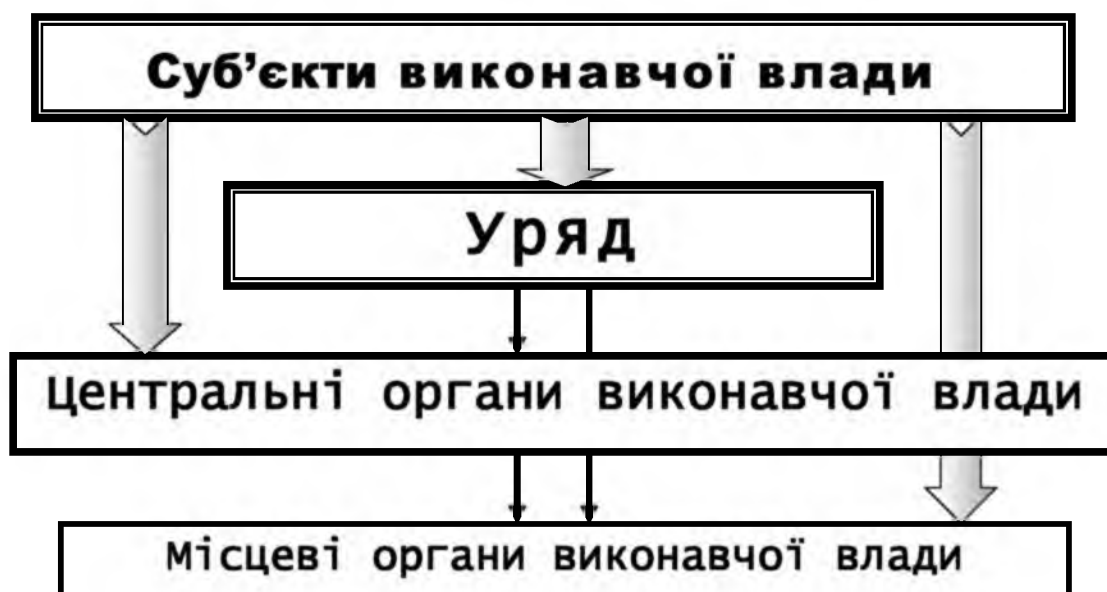 Суб’єкти виконавчої влади
Уряд
Центральні органи виконавчої влади
Місцеві органи виконавчої влади